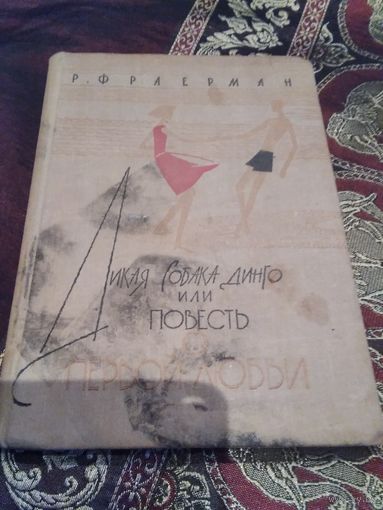 Р. ФРАЕРМАН
ДИКАЯ СОБАКА ДИНГО
ИЛИ
ПОВЕСТЬ
О
ПЕРВОЙ ЛЮБВИ